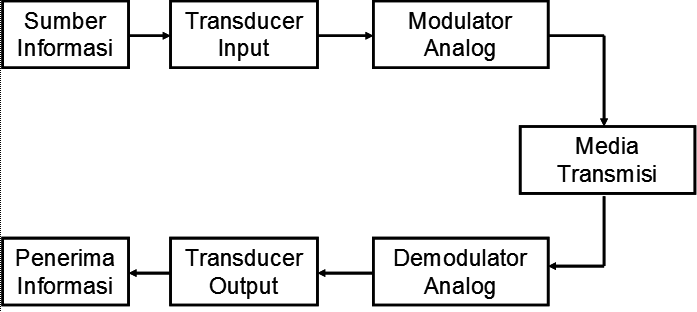 Sumber
Informasi
Transducer
Input
Modulator
Analog
Media
Transmisi
Penerima
Informasi
Transducer
Output
Demodulator
Analog